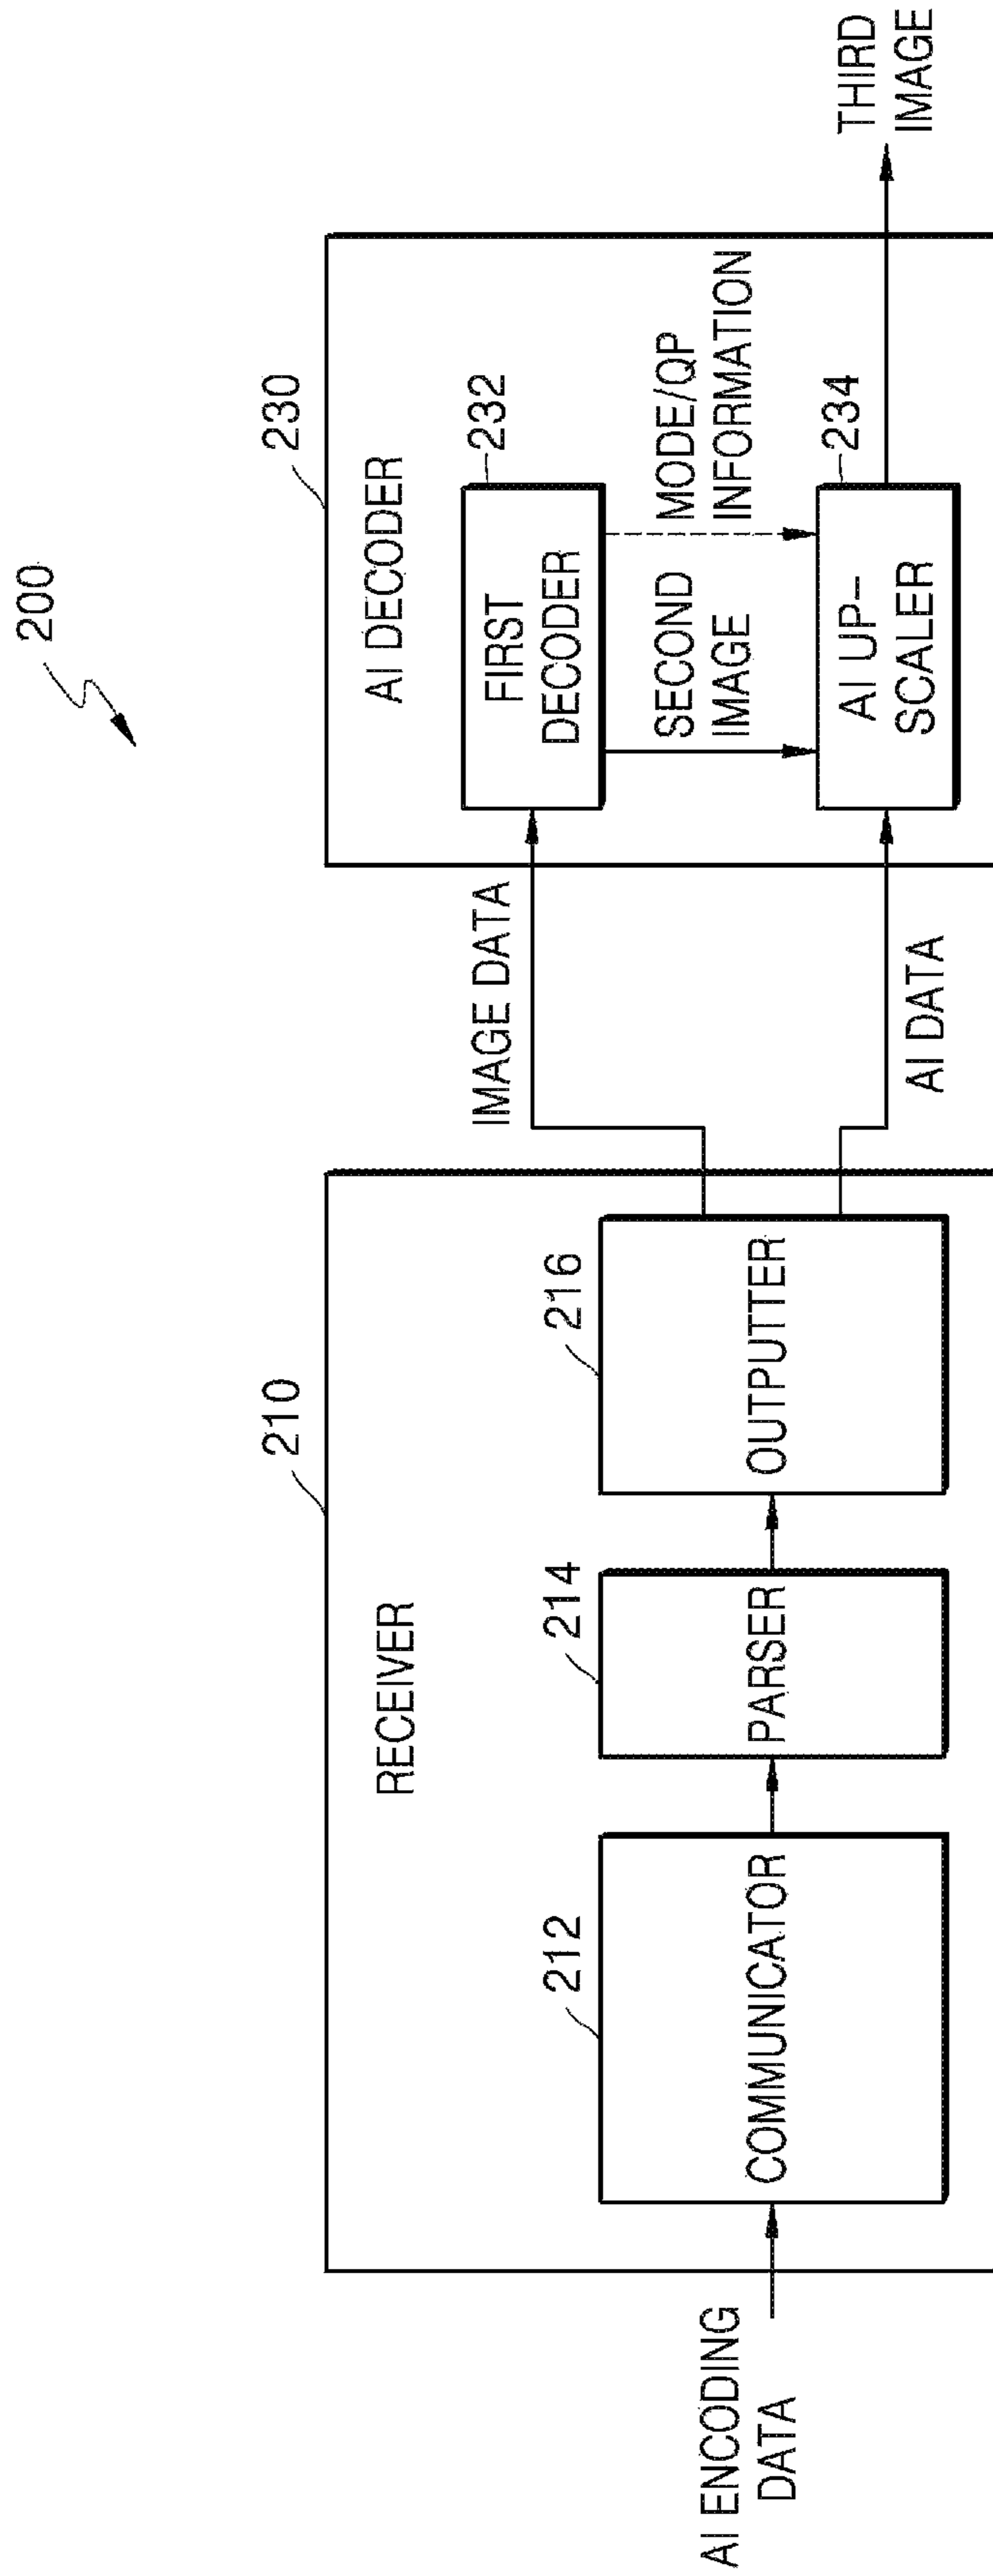 200
210
RECEIVER
212
COMMUNICATOR
214
PARSER
216
OUTPUTTER
AI ENCODING
DATA
IMAGE DATA
AI DATA
230
AI DECODER
FIRST
DECODER
232
SECOND
IMAGE
MODE/QP
INFORMATION
AI UP-
SCALER
234
THIRD
IMAGE